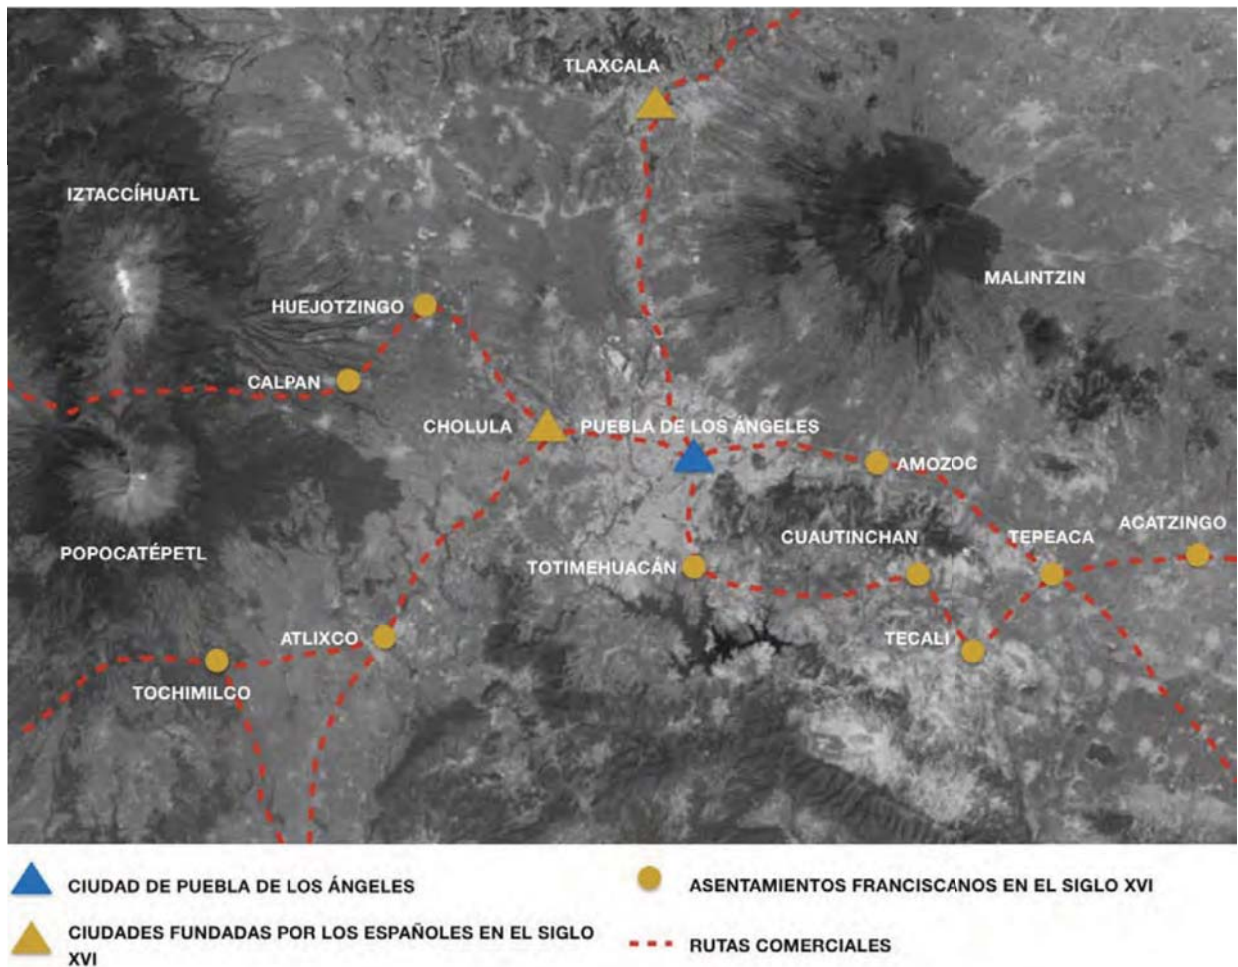 TLAXCALA
IZTACCÍHUATL
MALINTZIN
HUEJOTZINGO
CALPAN
CHOLULA
PUEBLA DE LOS ÁNGELES
AMOZOC
ACATZINGO
CUAUTINCHAN
TEPEACA
POPOCATÉPETL
TOTIMEHUACÁN
ATLIXCO
TECALI
TOCHIMILCO
CIUDAD DE PUEBLA DE LOS ÁNGELES
CIUDADES FUNDADAS POR LOS ESPAÑOLES EN EL SIGLO
XVI
ASENTAMIENTOS FRANCISCANOS EN EL SIGLO XVI
RUTAS COMERCIALES